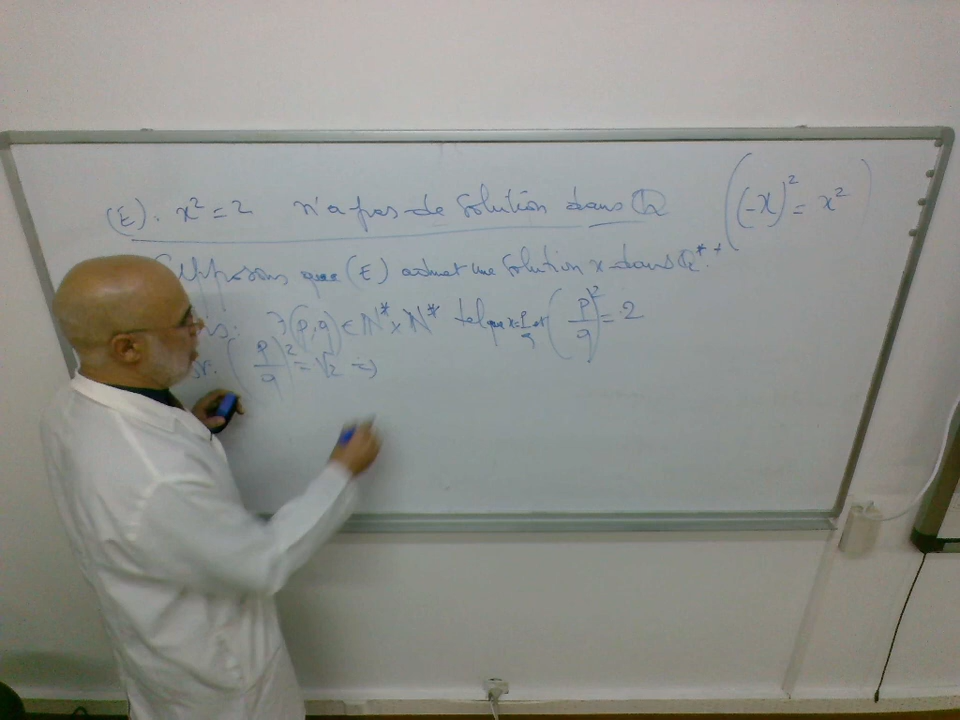 (E). x² = 2 n'a pas de solution dans ℚ ((-x)² = x²)
Supposons que (E) admet une solution x dans ℚ*⁺
∃(p,q) ∈ ℕ* × ℕ* tel que x = p/q et (p/q)² = 2
(p/q)² = √2 ⇒